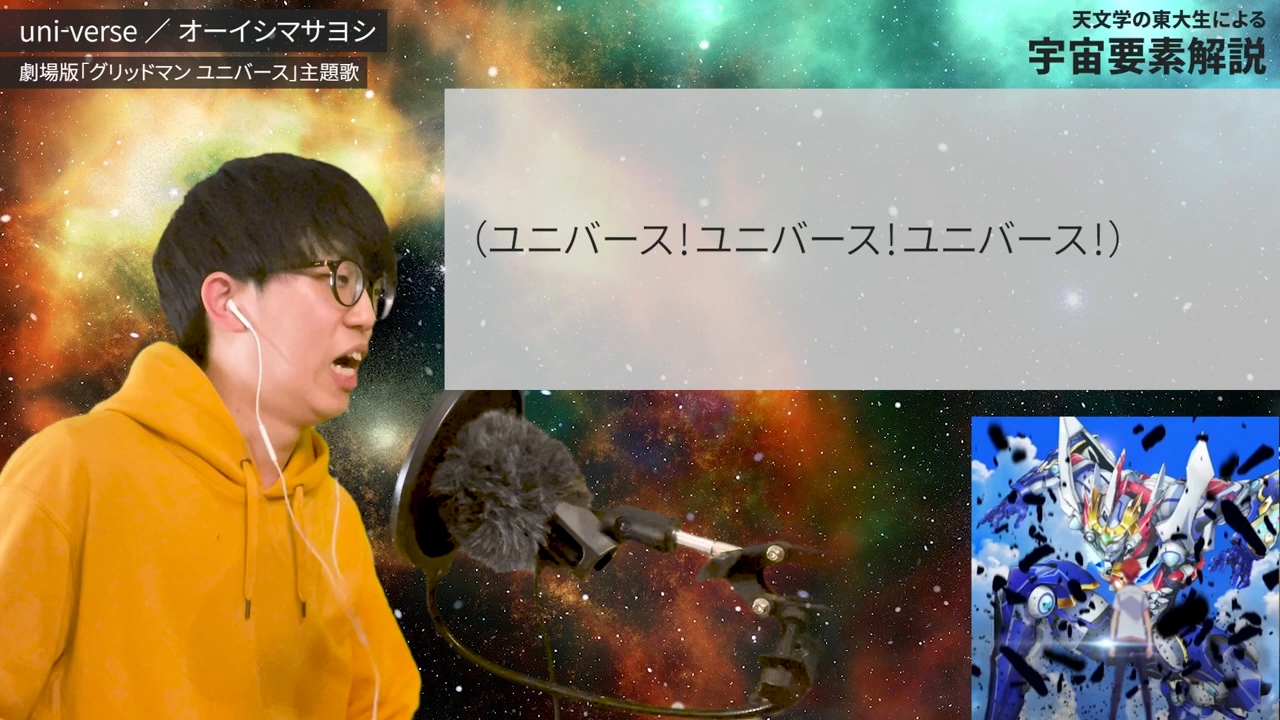 uni-verse ／ オーイシマサヨシ
劇場版「グリッドマン ユニバース」主題歌
天文学の東大生による
宇宙要素解説
（ユニバース！ユニバース！ユニバース！）